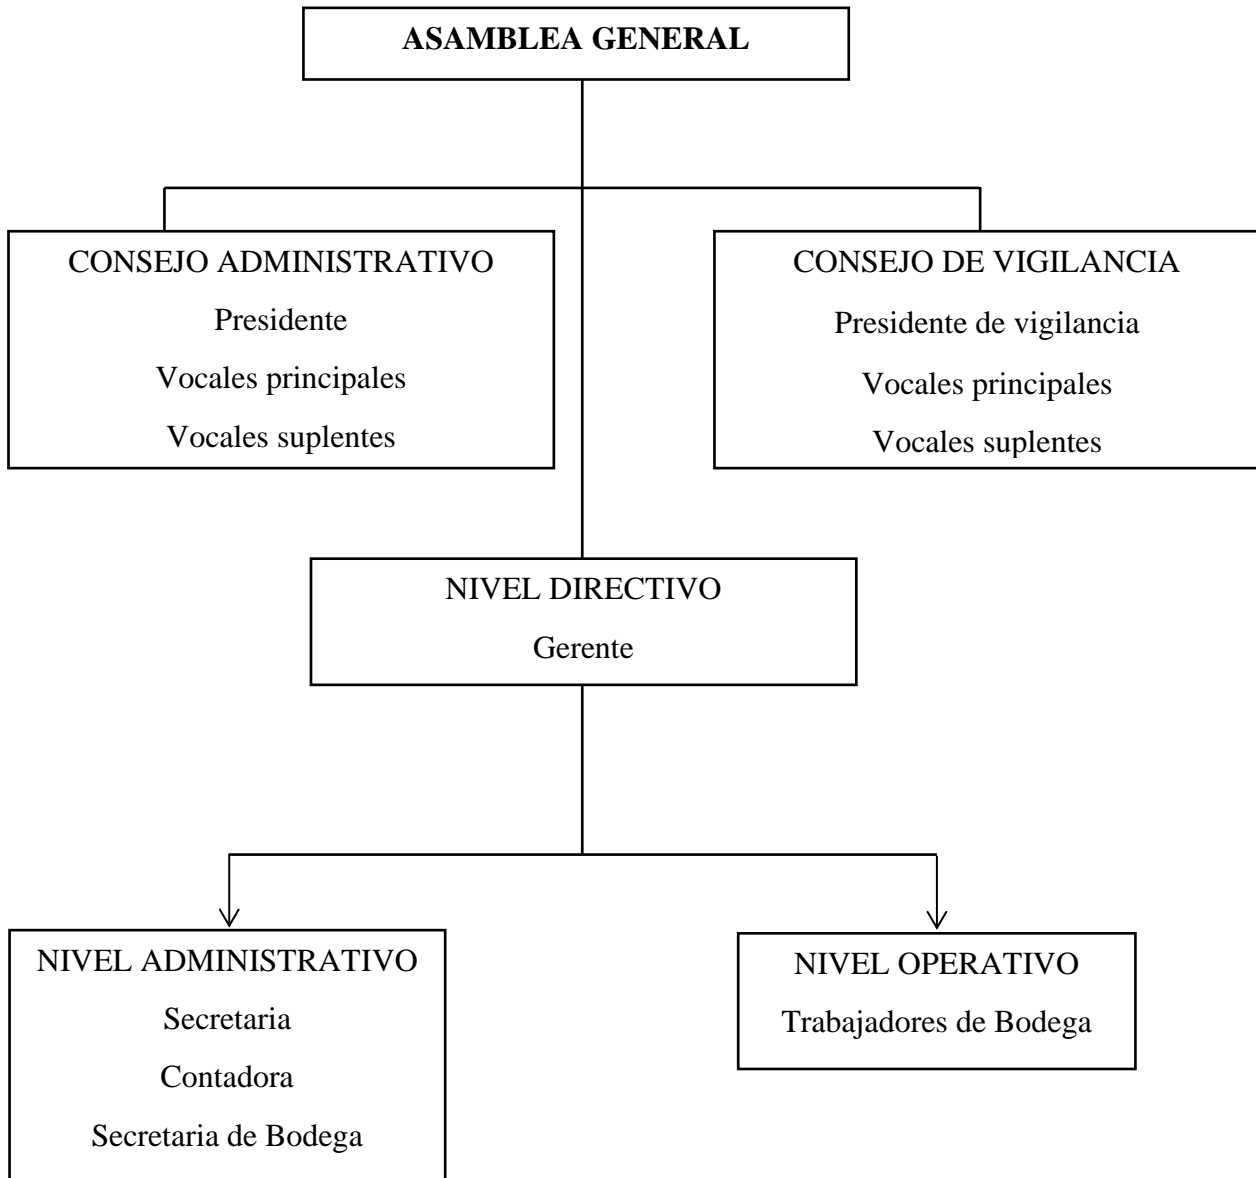 ASAMBLEA GENERAL
CONSEJO ADMINISTRATIVO
Presidente
Vocales principales
Vocales suplentes
CONSEJO DE VIGILANCIA
Presidente de vigilancia
Vocales principales
Vocales suplentes
NIVEL DIRECTIVO
Gerente
NIVEL ADMINISTRATIVO
Secretaria
Contadora
Secretaria de Bodega
NIVEL OPERATIVO
Trabajadores de Bodega